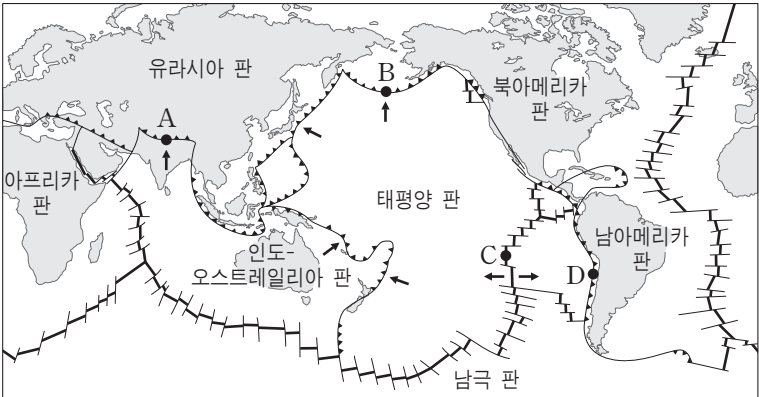 유라시아 판
B
북아메리카
판
A
아프리카
판
태평양 판
남아메리카
판
인도-
오스트레일리아 판
C
D
남극 판